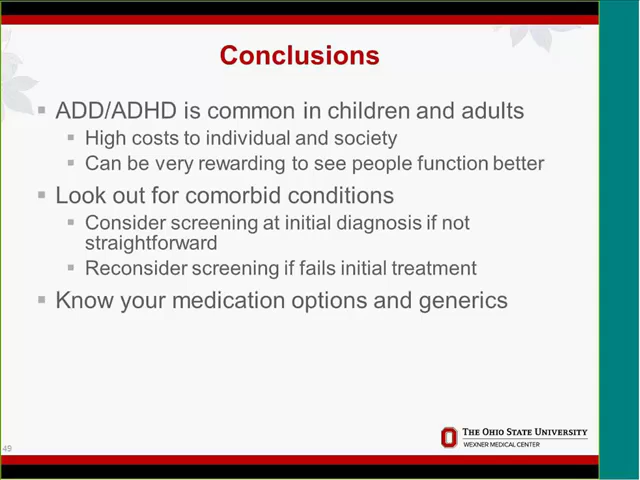 Conclusions
ADD/ADHD is common in children and adults
High costs to individual and society
Can be very rewarding to see people function better
Look out for comorbid conditions
Consider screening at initial diagnosis if not
straightforward
Reconsider screening if fails initial treatment
Know your medication options and generics
THE OHIO STATE UNIVERSITY
WEXNER MEDICAL CENTER
49